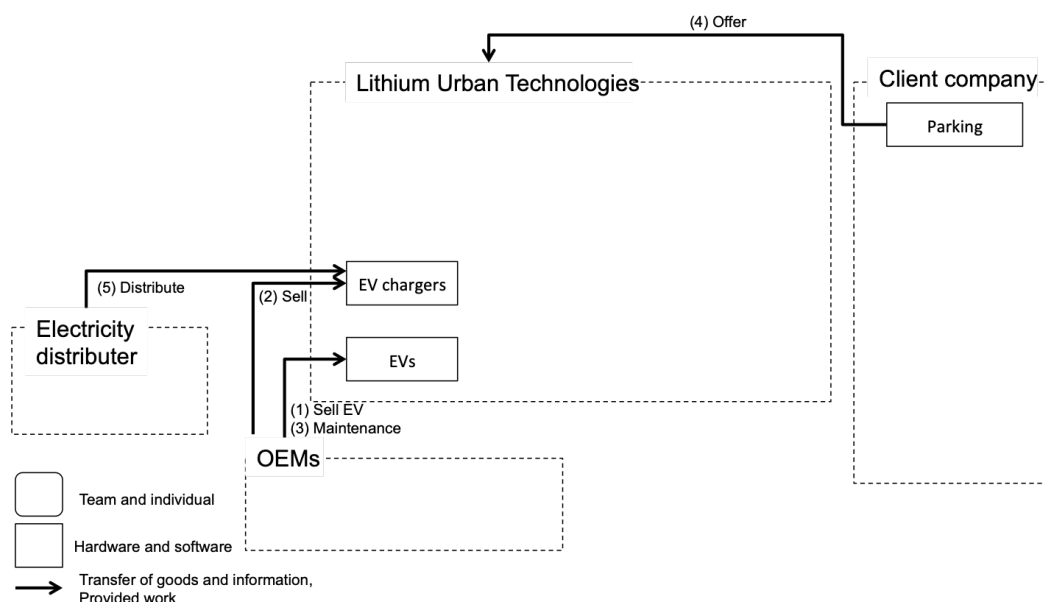 (4) Offer
Lithium Urban Technologies
Client company
Parking
EV chargers
(5) Distribute
(2) Sell
Electricity
distributer
EVs
(1) Sell EV
(3) Maintenance
OEMs
Team and individual
Hardware and software
Transfer of goods and information,
Provided work